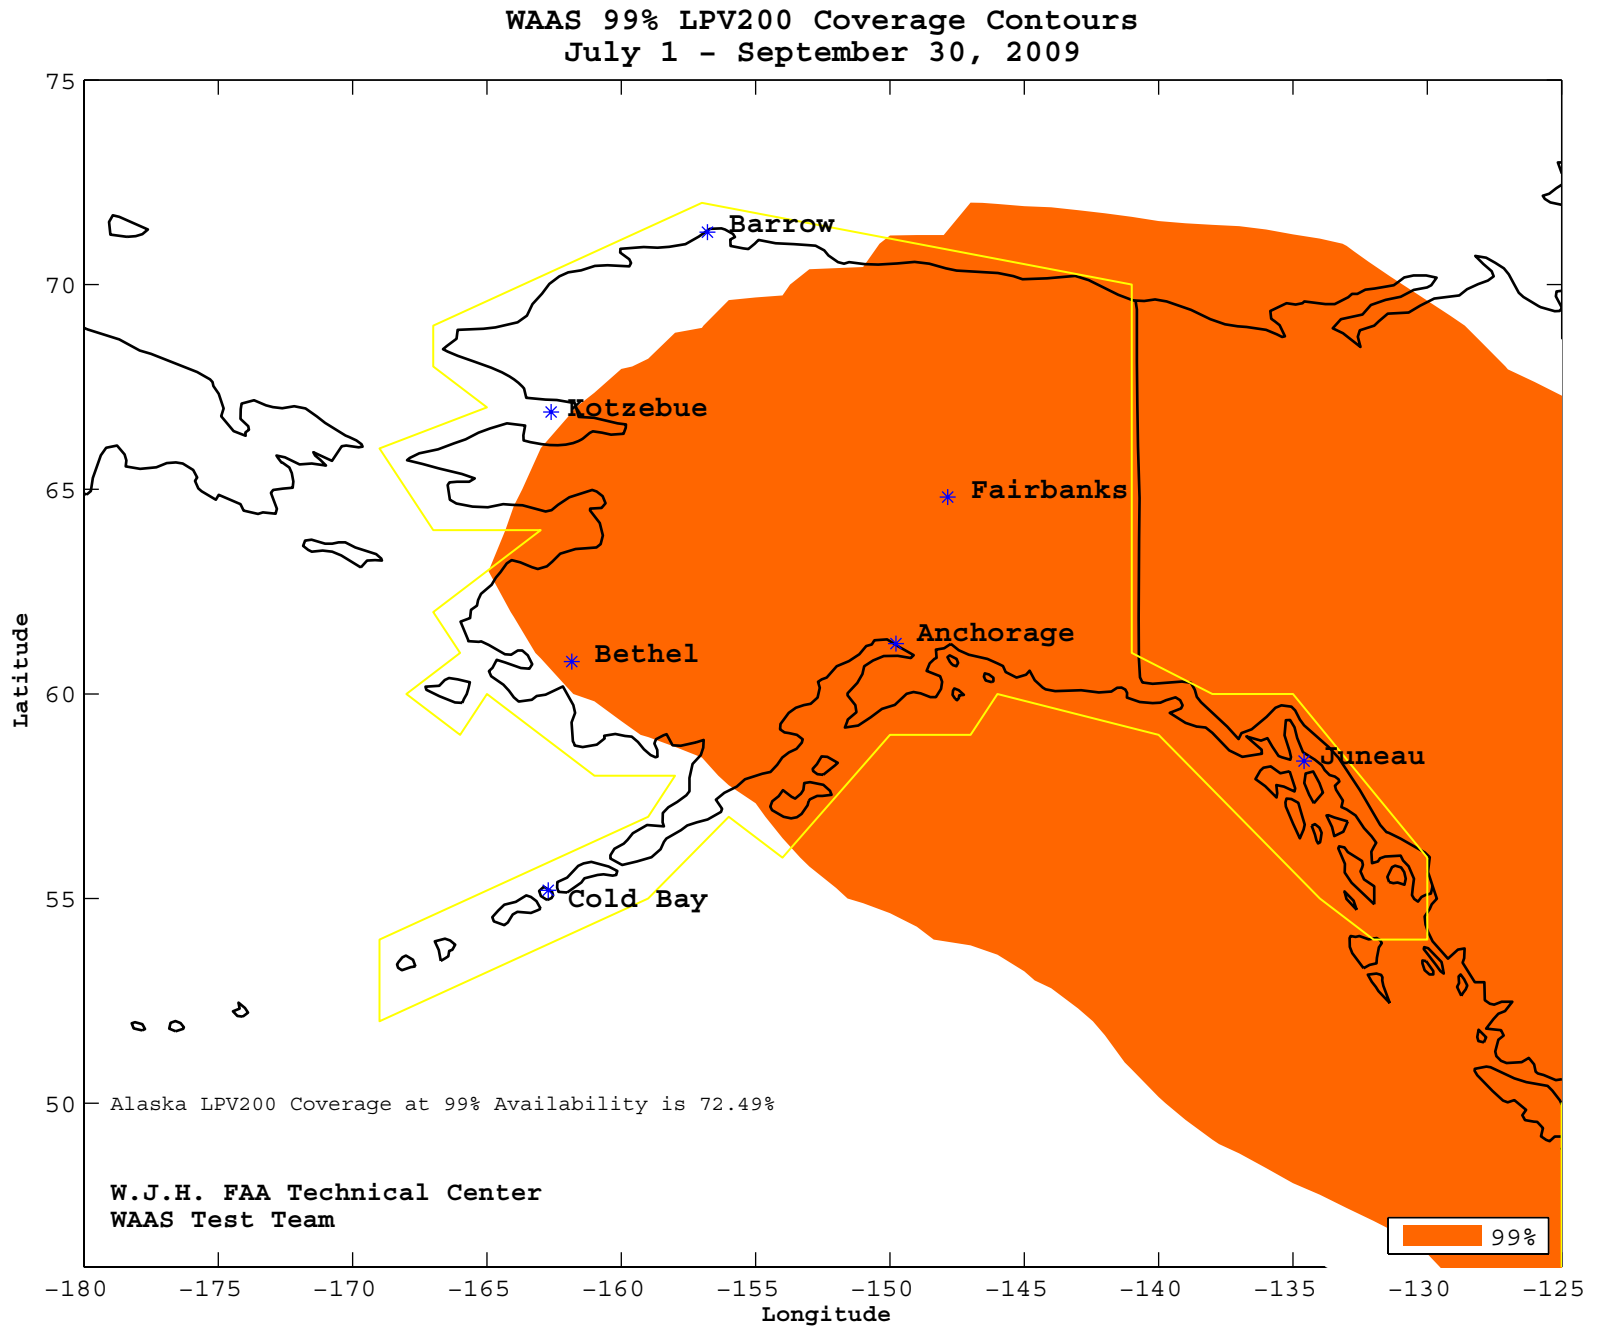 WAAS 99% LPV200 Coverage Contours
July 1 - September 30, 2009
75
70
65
60
55
50
Latitude
Barrow
Kotzebue
Fairbanks
Anchorage
Bethel
Juneau
Cold Bay
Alaska LPV200 Coverage at 99% Availability is 72.49%
W.J.H. FAA Technical Center
WAAS Test Team
99%
-180 -175 -170 -165 -160 -155 -150 -145 -140 -135 -130 -125
Longitude